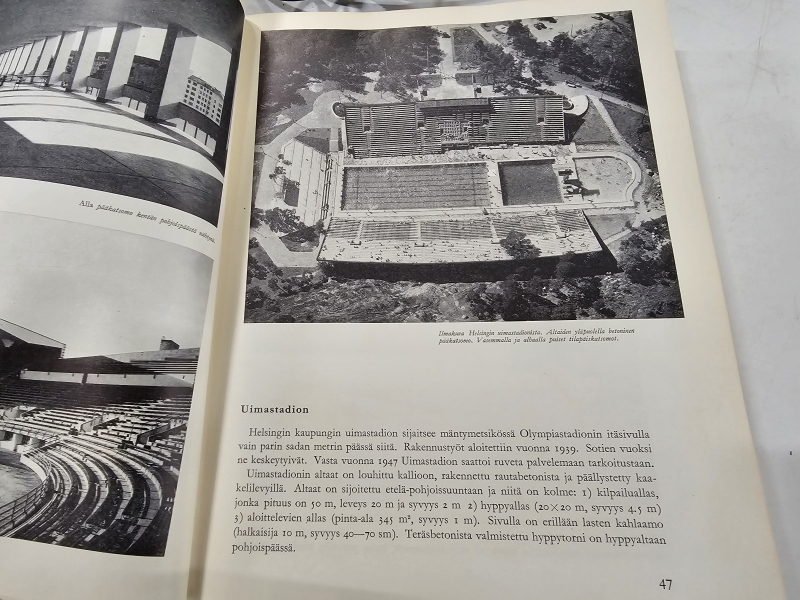 Alla pääkatsomo kentän pohjoispäästä nähtynä.
Ilmakuva Helsingin uimastadionista. Altaiden yläpuolella betoninen
pääkatsomo. Vasemmalla ja alhaalla puiset tilapäiskatsomot.
Uimastadion
Helsingin kaupungin uimastadion sijaitsee mäntymetsikössä Olympiastadionin itäsivulla
vain parin sadan metrin päässä siitä. Rakennustyöt aloitettiin vuonna 1939. Sotien vuoksi
ne keskeytyivät. Vasta vuonna 1947 Uimastadion saattoi ruveta palvelemaan tarkoitustaan.
Uimastadionin altaat on louhittu kallioon, rakennettu rautabetonista ja päällystetty kaa-
kelilevyillä. Altaat on sijoitettu etelä-pohjoissuuntaan ja niitä on kolme: 1) kilpailuallas,
jonka pituus on 50 m, leveys 20 m ja syvyys 2 m 2) hyppyallas (20×20 m, syvyys 4.5 m)
3) aloittelevien allas (pinta-ala 345 m², syvyys 1 m). Sivulla on erillään lasten kahlaamo
(halkaisija 10 m, syvyys 40—70 sm). Teräsbetonista valmistettu hyppytorni on hyppyaltaan
pohjoispäässä.
47